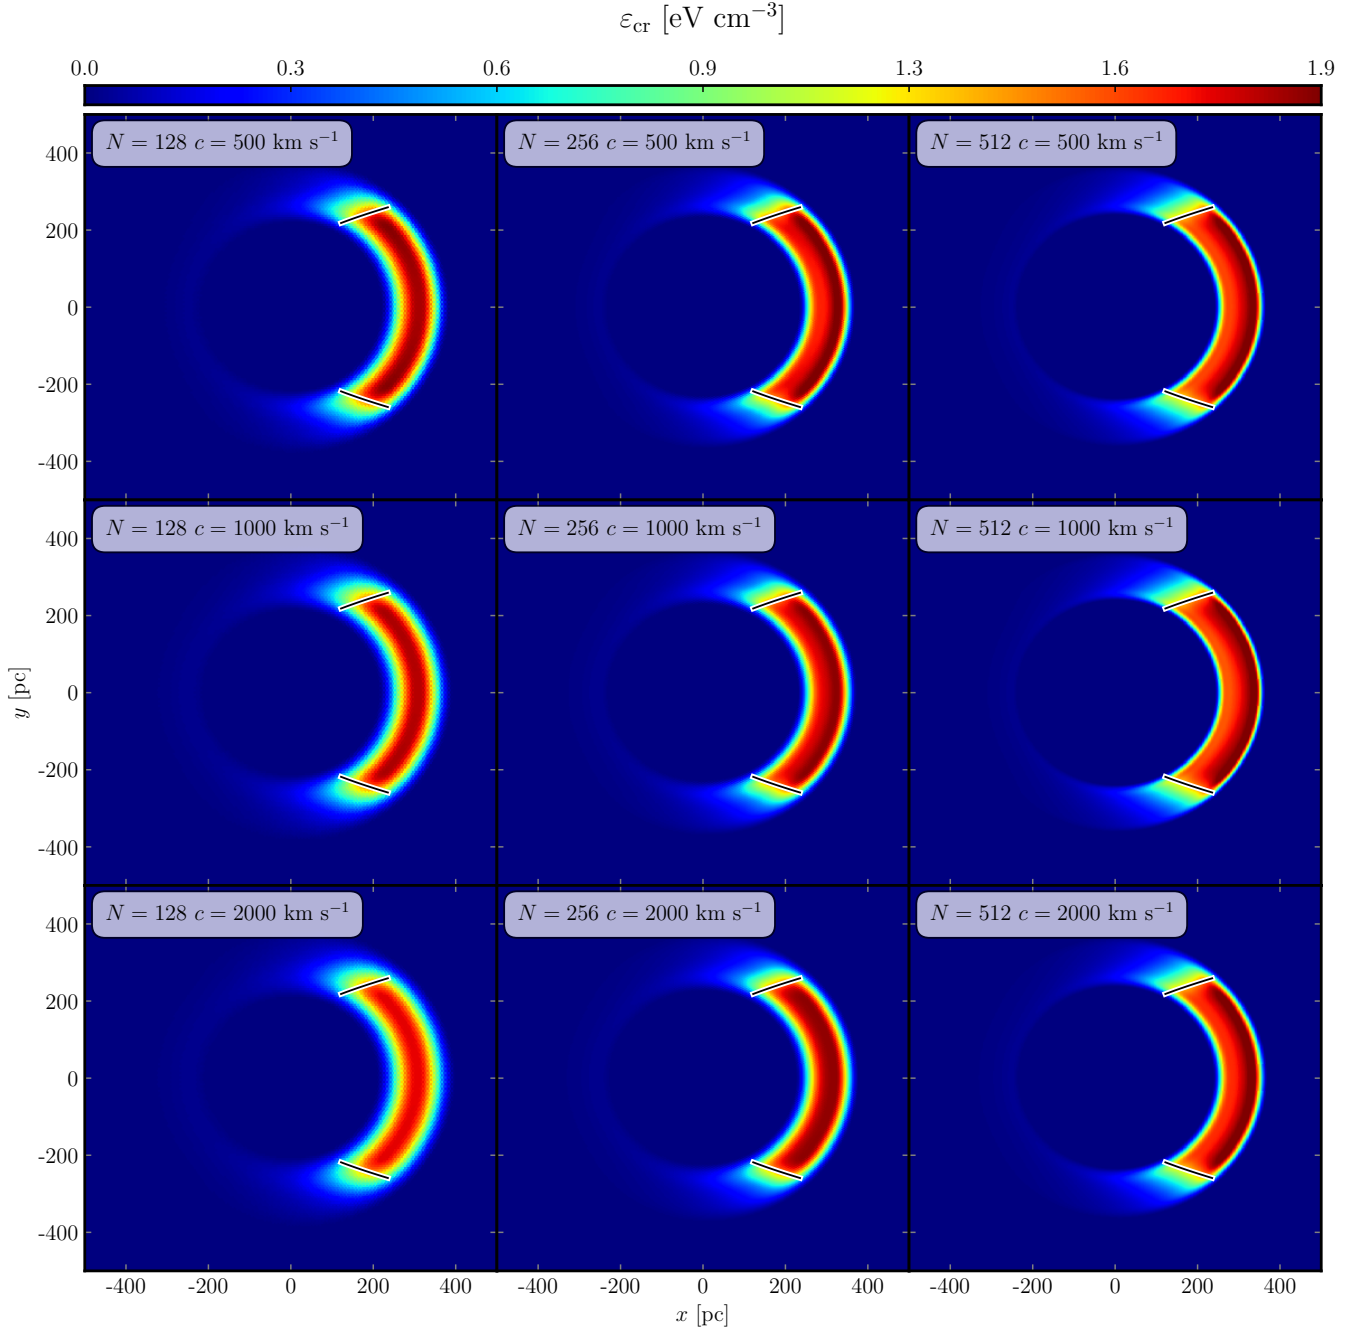 ε_cr [eV cm⁻³]
0.0 0.3 0.6 0.9 1.3 1.6 1.9
N = 128 c = 500 km s⁻¹ N = 256 c = 500 km s⁻¹ N = 512 c = 500 km s⁻¹
400
200
0
-200
-400
N = 128 c = 1000 km s⁻¹ N = 256 c = 1000 km s⁻¹ N = 512 c = 1000 km s⁻¹
400
200
y [pc]
0
-200
-400
N = 128 c = 2000 km s⁻¹ N = 256 c = 2000 km s⁻¹ N = 512 c = 2000 km s⁻¹
400
200
0
-200
-400
-400 -200 0 200 400 -400 -200 0 200 400 -400 -200 0 200 400
x [pc]